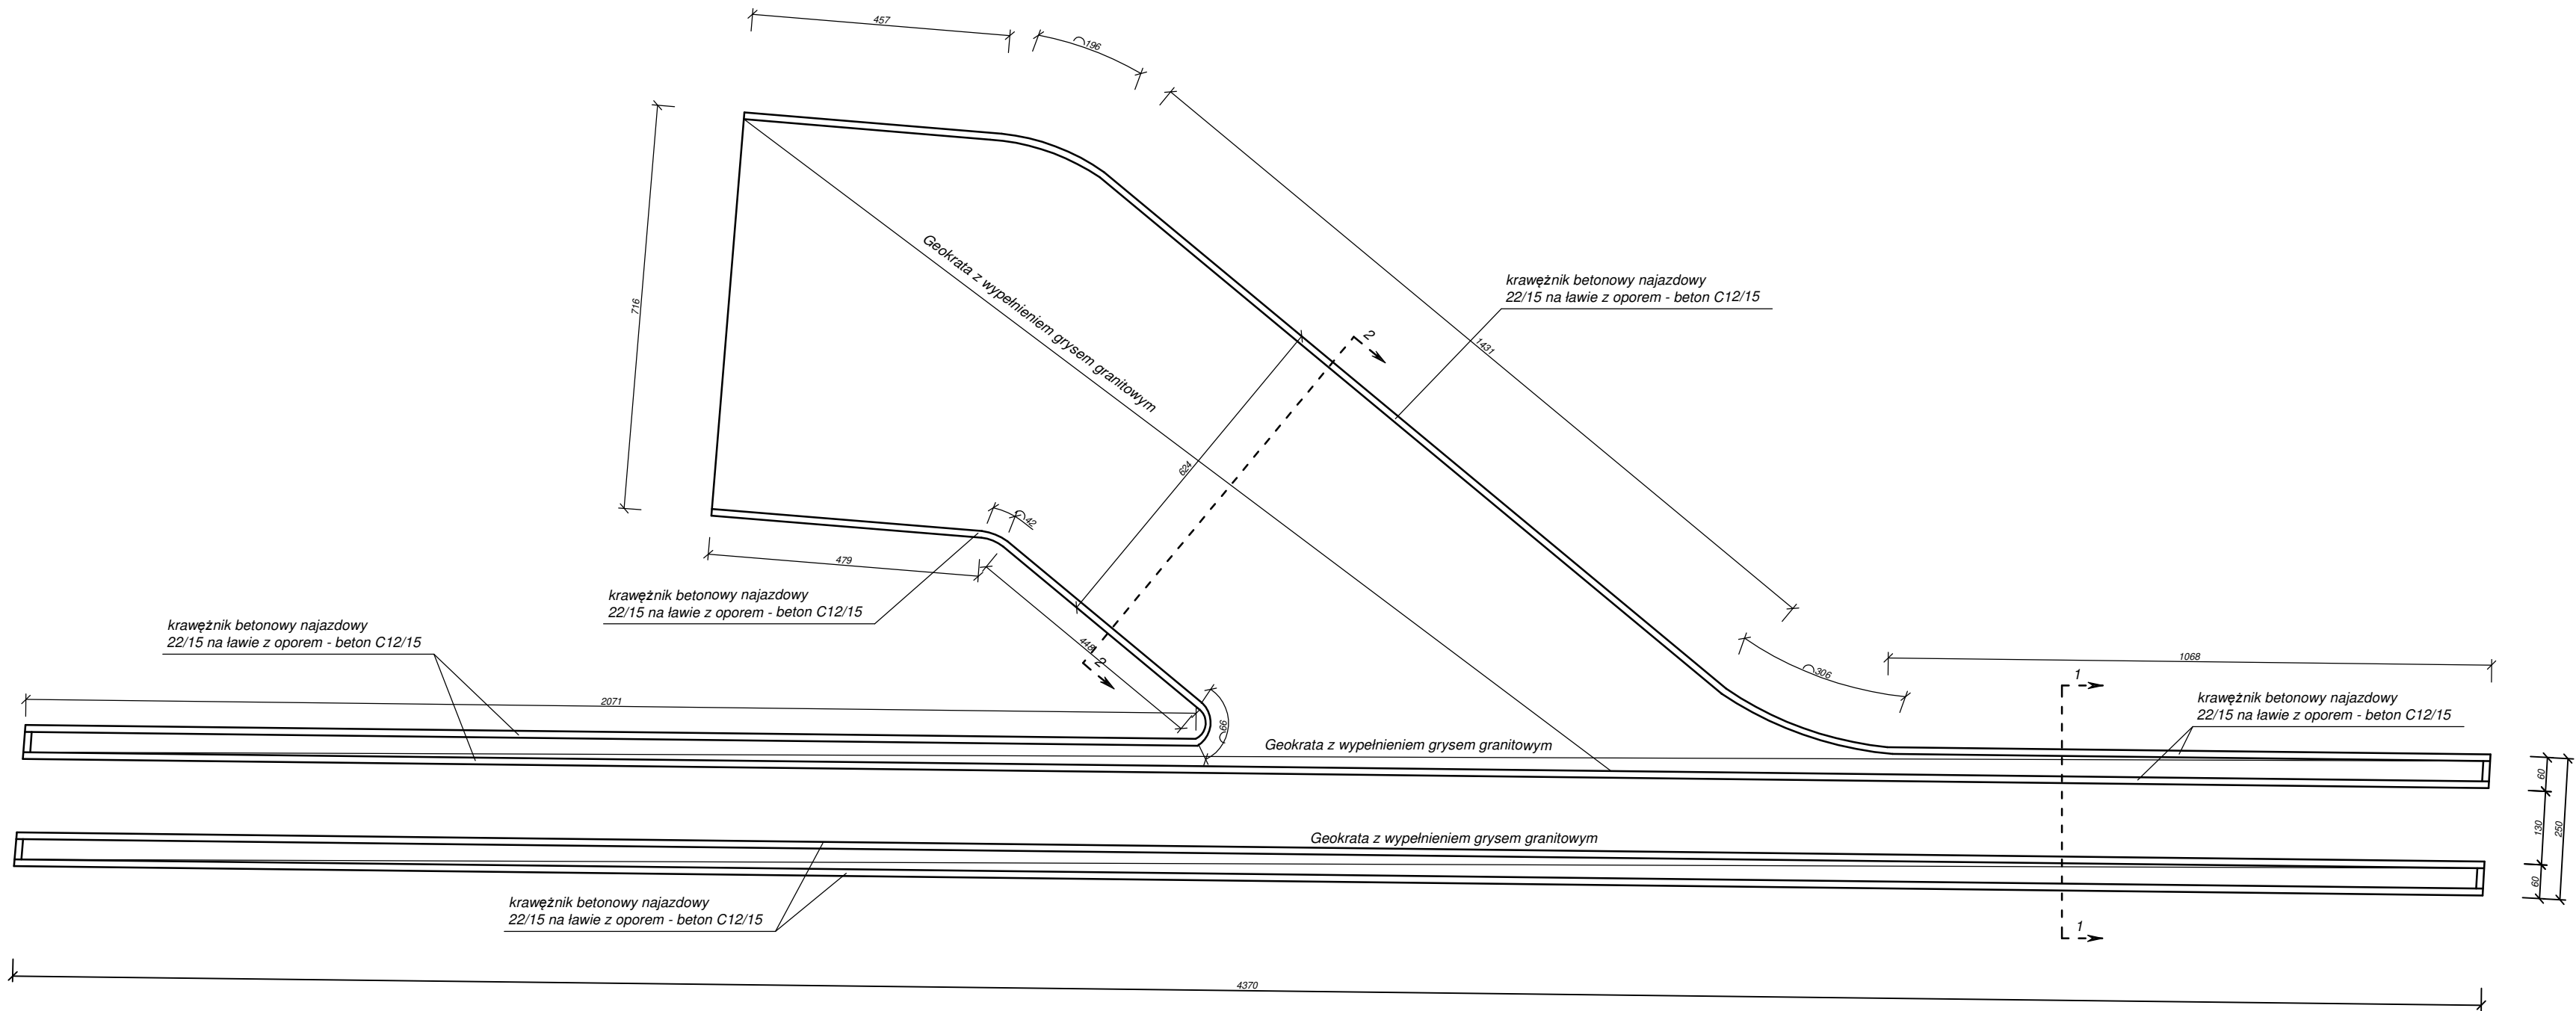 457
⌒196
716
Geokrata z wypełnieniem grysem granitowym
krawężnik betonowy najazdowy
22/15 na ławie z oporem - beton C12/15
2
1431
624
⌒42
479
krawężnik betonowy najazdowy
22/15 na ławie z oporem - beton C12/15
krawężnik betonowy najazdowy
22/15 na ławie z oporem - beton C12/15
448
2
⌒306
1068
1
2071
krawężnik betonowy najazdowy
22/15 na ławie z oporem - beton C12/15
⌒66
Geokrata z wypełnieniem grysem granitowym
60
130
250
60
Geokrata z wypełnieniem grysem granitowym
krawężnik betonowy najazdowy
22/15 na ławie z oporem - beton C12/15
1
4370